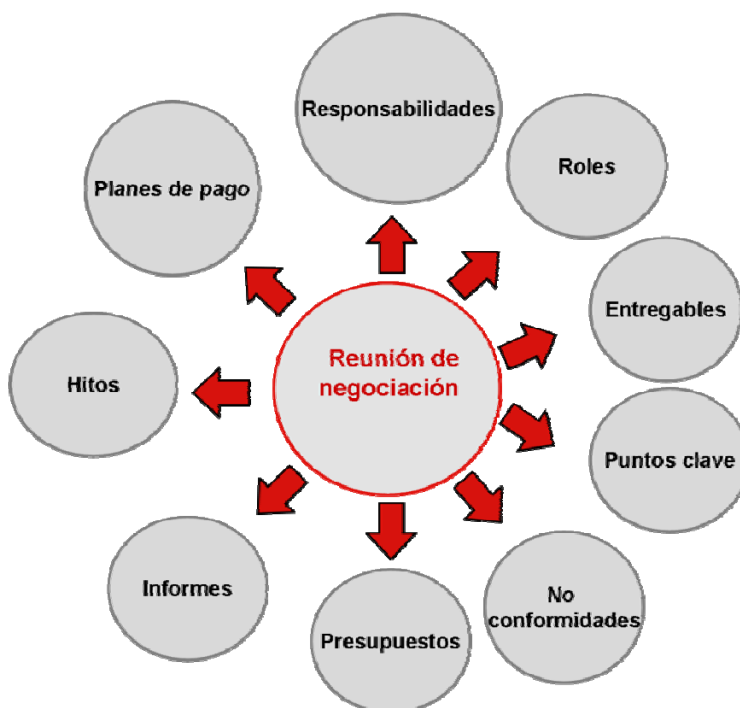 Responsabilidades
Roles
Planes de pago
Entregables
Reunión de
negociación
Hitos
Puntos clave
Informes
No
conformidades
Presupuestos